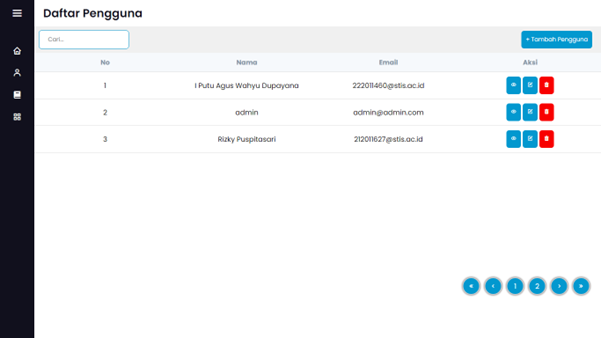 Daftar Pengguna
Cari...
+ Tambah Pengguna
No Nama Email Aksi
1 I Putu Agus Wahyu Dupayana 222011460@stis.ac.id
2 admin admin@admin.com
3 Rizky Puspitasari 212011627@stis.ac.id
« ‹ 1 2 › »